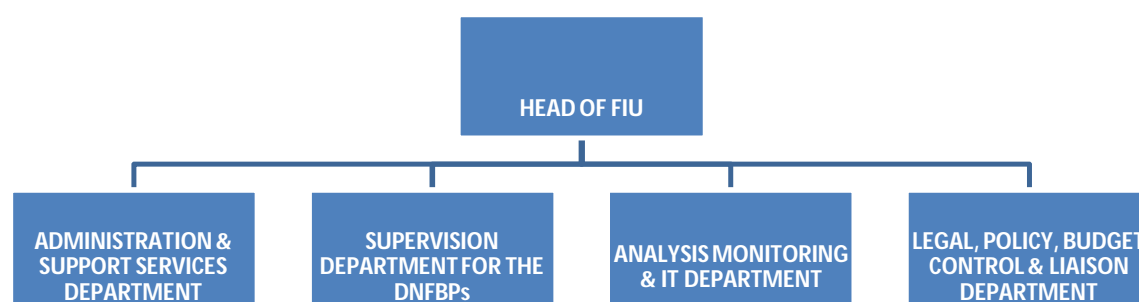 HEAD OF FIU
ADMINISTRATION &
SUPPORT SERVICES
DEPARTMENT
SUPERVISION
DEPARTMENT FOR THE
DNFBPs
ANALYSIS MONITORING
& IT DEPARTMENT
LEGAL, POLICY, BUDGET
CONTROL & LIAISON
DEPARTMENT